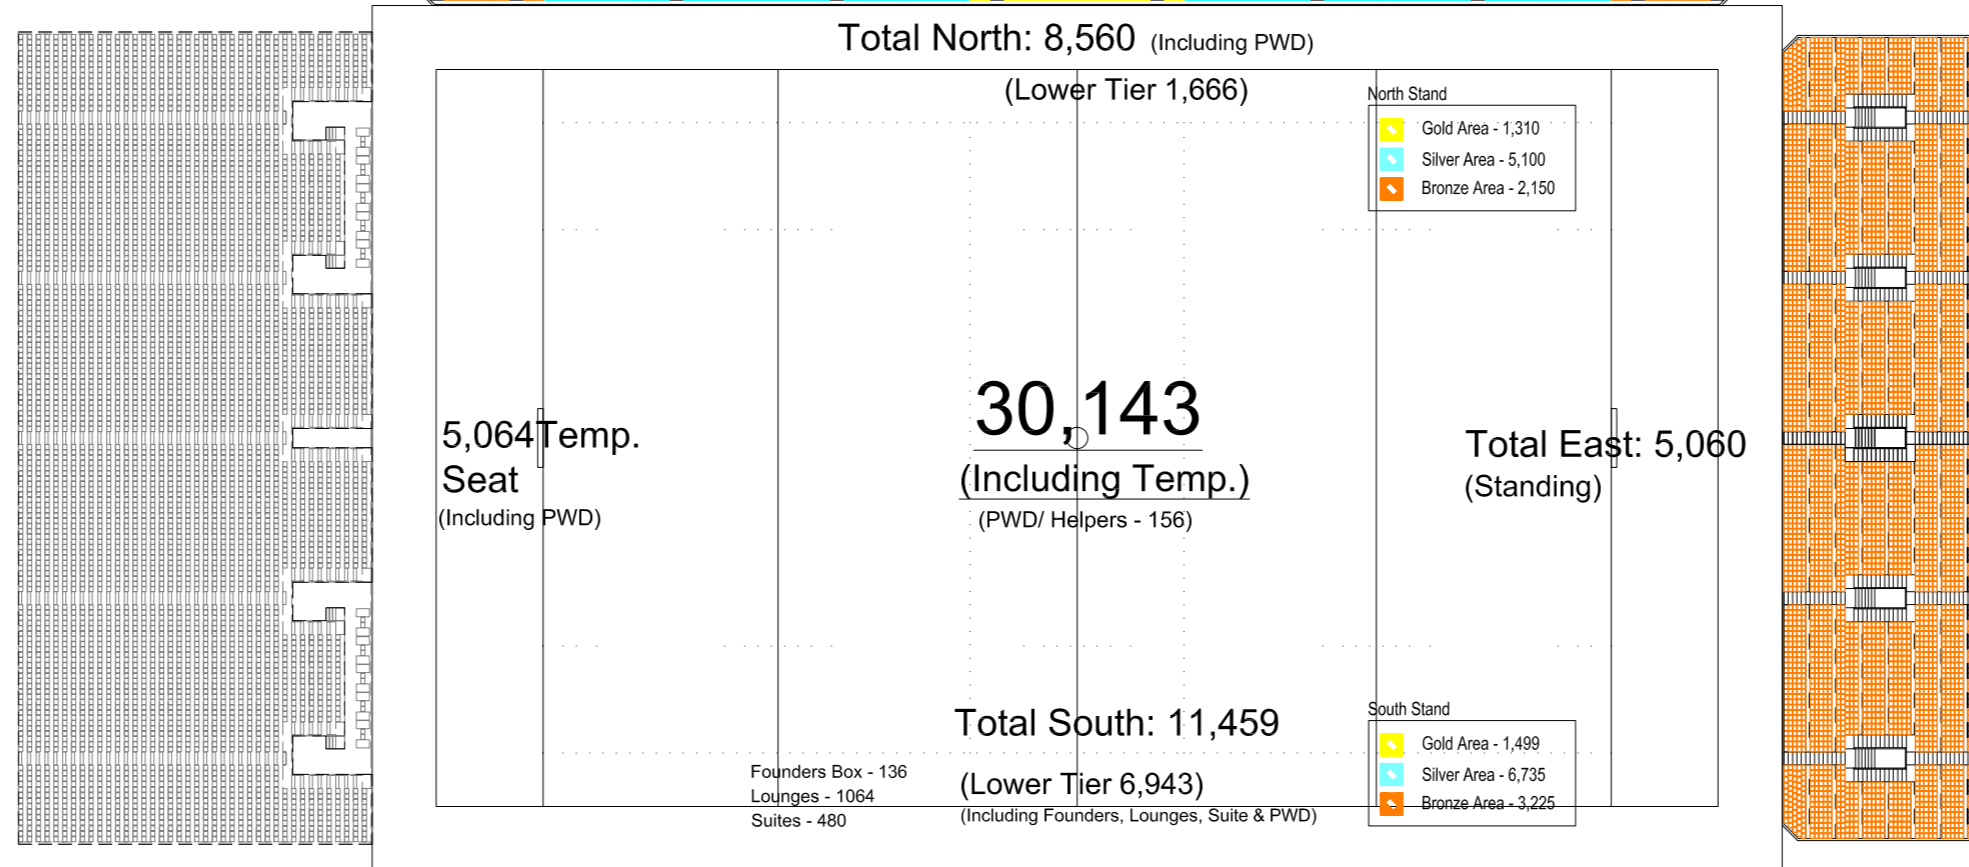 Total North: 8,560 (Including PWD)
(Lower Tier 1,666)
North Stand
Gold Area - 1,310
Silver Area - 5,100
Bronze Area - 2,150
5,064Temp.
Seat
(Including PWD)
30,143
(Including Temp.)
(PWD/ Helpers - 156)
Total East: 5,060
(Standing)
Total South: 11,459
(Lower Tier 6,943)
(Including Founders, Lounges, Suite & PWD)
Founders Box - 136
Lounges - 1064
Suites - 480
South Stand
Gold Area - 1,499
Silver Area - 6,735
Bronze Area - 3,225